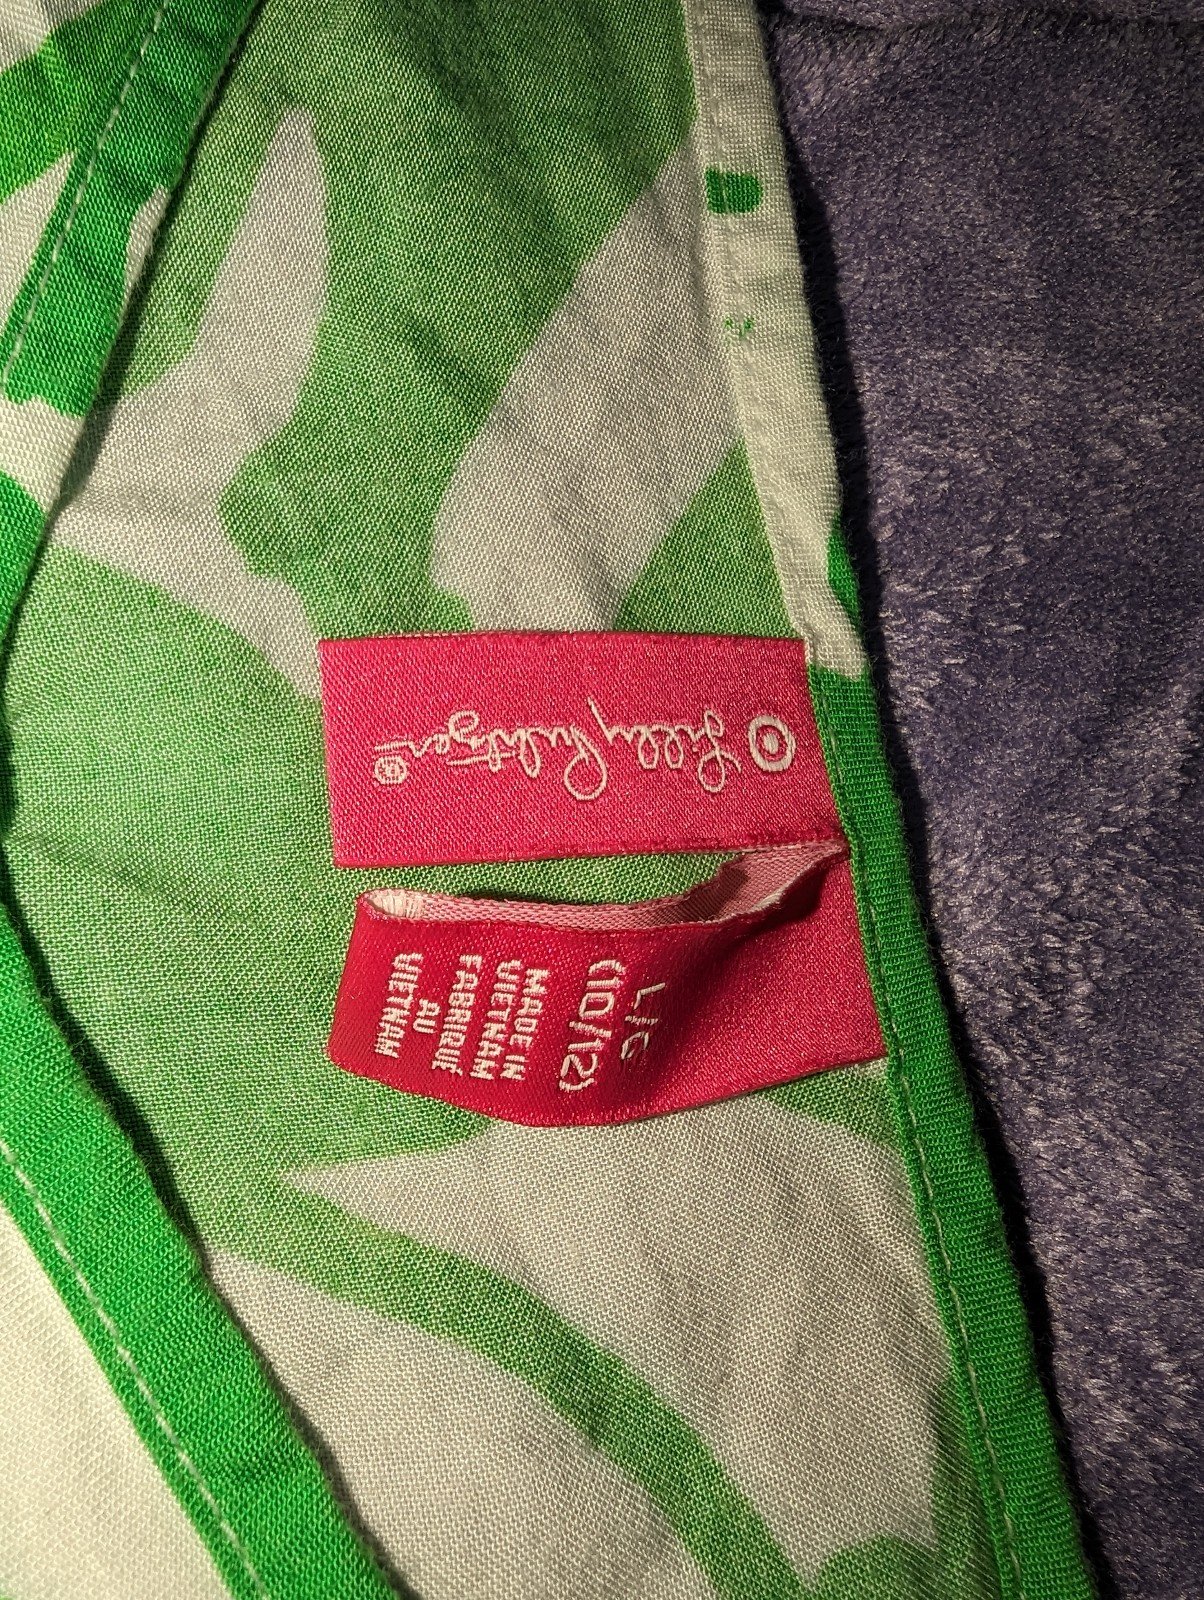 Lilly Pulitzer®
L/G
(10/12)
MADE IN
VIETNAM
FABRIQUÉ
AU
VIETNAM